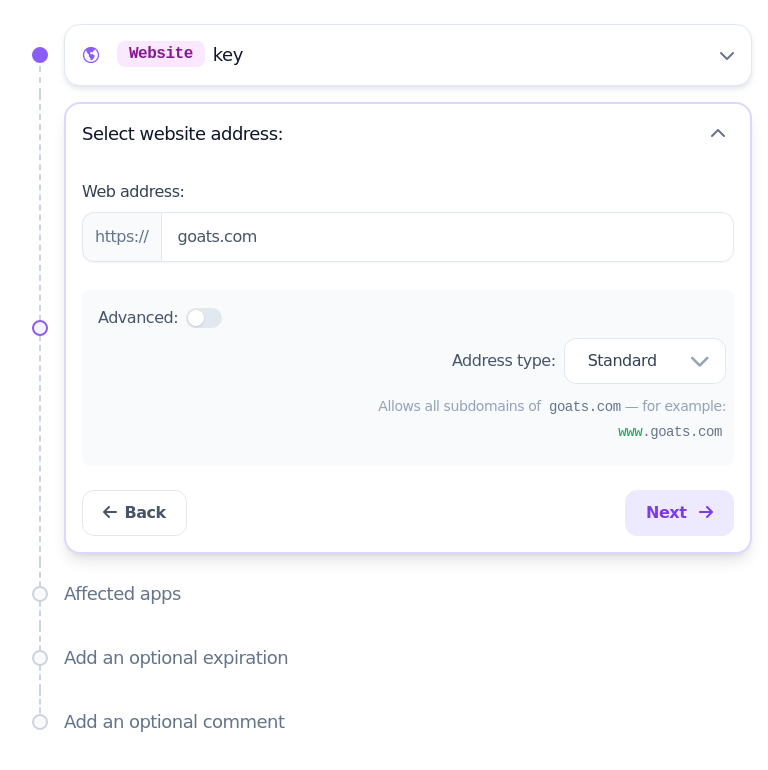 Website key
Select website address:
Web address:
https:// goats.com
Advanced:
Address type: Standard
Allows all subdomains of goats.com — for example:
www.goats.com
Back Next
Affected apps
Add an optional expiration
Add an optional comment